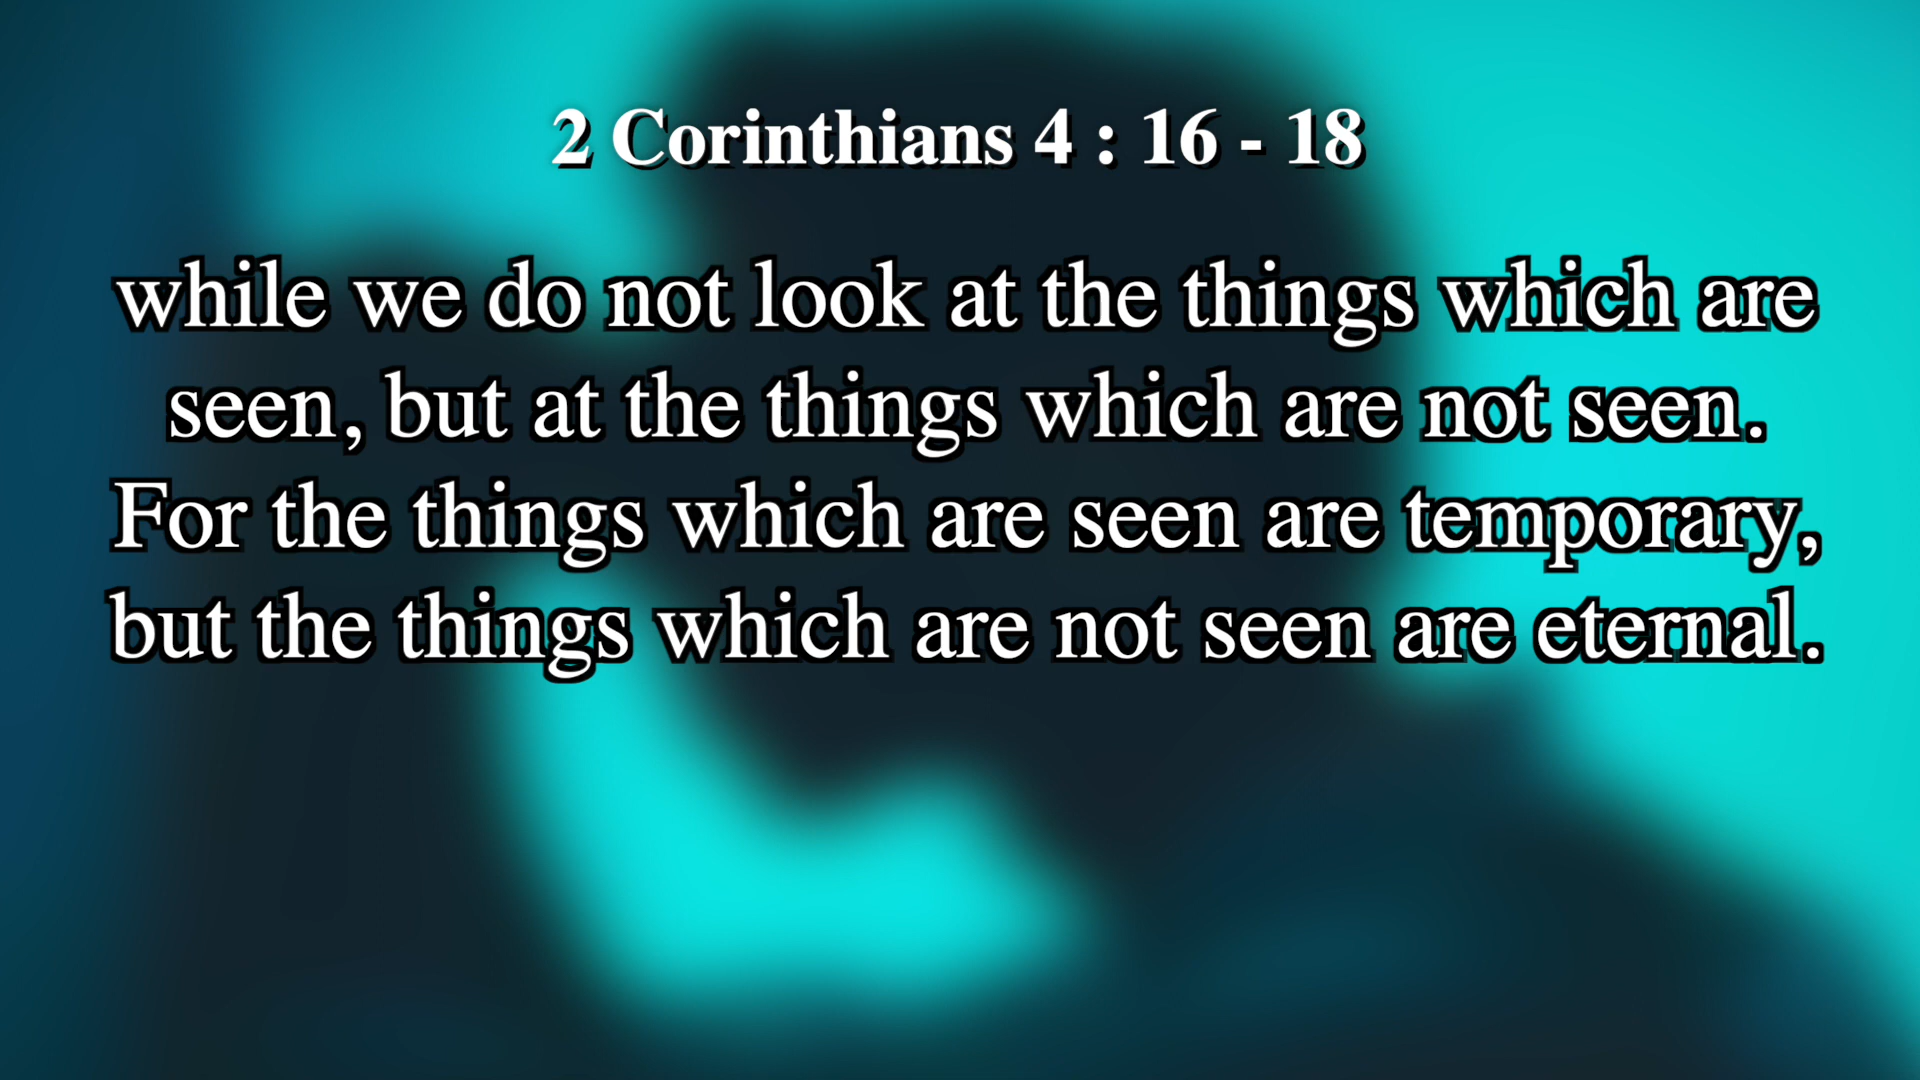 2 Corinthians 4 : 16 - 18
while we do not look at the things which are
seen, but at the things which are not seen.
For the things which are seen are temporary,
but the things which are not seen are eternal.